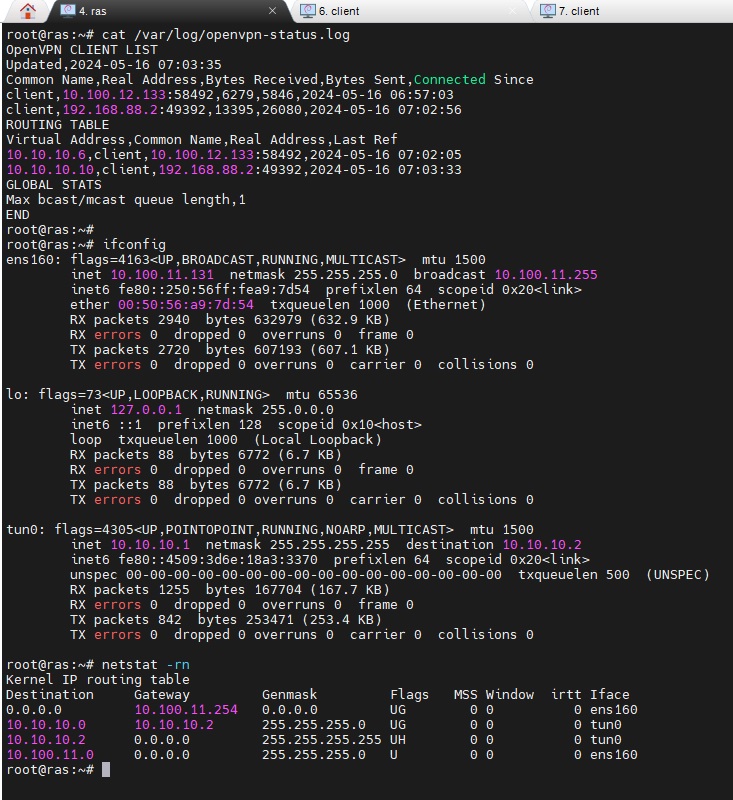 4. ras
6. client
7. client
root@ras:~# cat /var/log/openvpn-status.log
OpenVPN CLIENT LIST
Updated,2024-05-16 07:03:35
Common Name,Real Address,Bytes Received,Bytes Sent,Connected Since
client,10.100.12.133:58492,6279,5846,2024-05-16 06:57:03
client,192.168.88.2:49392,13395,26080,2024-05-16 07:02:56
ROUTING TABLE
Virtual Address,Common Name,Real Address,Last Ref
10.10.10.6,client,10.100.12.133:58492,2024-05-16 07:02:05
10.10.10.10,client,192.168.88.2:49392,2024-05-16 07:03:33
GLOBAL STATS
Max bcast/mcast queue length,1
END
root@ras:~#
root@ras:~# ifconfig
ens160: flags=4163<UP,BROADCAST,RUNNING,MULTICAST>  mtu 1500
        inet 10.100.11.131  netmask 255.255.255.0  broadcast 10.100.11.255
        inet6 fe80::250:56ff:fea9:7d54  prefixlen 64  scopeid 0x20<link>
        ether 00:50:56:a9:7d:54  txqueuelen 1000  (Ethernet)
        RX packets 2940  bytes 632979 (632.9 KB)
        RX errors 0  dropped 0  overruns 0  frame 0
        TX packets 2720  bytes 607193 (607.1 KB)
        TX errors 0  dropped 0 overruns 0  carrier 0  collisions 0
lo: flags=73<UP,LOOPBACK,RUNNING>  mtu 65536
        inet 127.0.0.1  netmask 255.0.0.0
        inet6 ::1  prefixlen 128  scopeid 0x10<host>
        loop  txqueuelen 1000  (Local Loopback)
        RX packets 88  bytes 6772 (6.7 KB)
        RX errors 0  dropped 0  overruns 0  frame 0
        TX packets 88  bytes 6772 (6.7 KB)
        TX errors 0  dropped 0 overruns 0  carrier 0  collisions 0
tun0: flags=4305<UP,POINTOPOINT,RUNNING,NOARP,MULTICAST>  mtu 1500
        inet 10.10.10.1  netmask 255.255.255.255  destination 10.10.10.2
        inet6 fe80::4509:3d6e:18a3:3370  prefixlen 64  scopeid 0x20<link>
        unspec 00-00-00-00-00-00-00-00-00-00-00-00-00-00-00-00  txqueuelen 500  (UNSPEC)
        RX packets 1255  bytes 167704 (167.7 KB)
        RX errors 0  dropped 0  overruns 0  frame 0
        TX packets 842  bytes 253471 (253.4 KB)
        TX errors 0  dropped 0 overruns 0  carrier 0  collisions 0
root@ras:~# netstat -rn
Kernel IP routing table
Destination     Gateway         Genmask         Flags   MSS Window  irtt Iface
0.0.0.0         10.100.11.254   0.0.0.0         UG        0 0          0 ens160
10.10.10.0      10.10.10.2      255.255.255.0   UG        0 0          0 tun0
10.10.10.2      0.0.0.0         255.255.255.255 UH        0 0          0 tun0
10.100.11.0     0.0.0.0         255.255.255.0   U         0 0          0 ens160
root@ras:~#